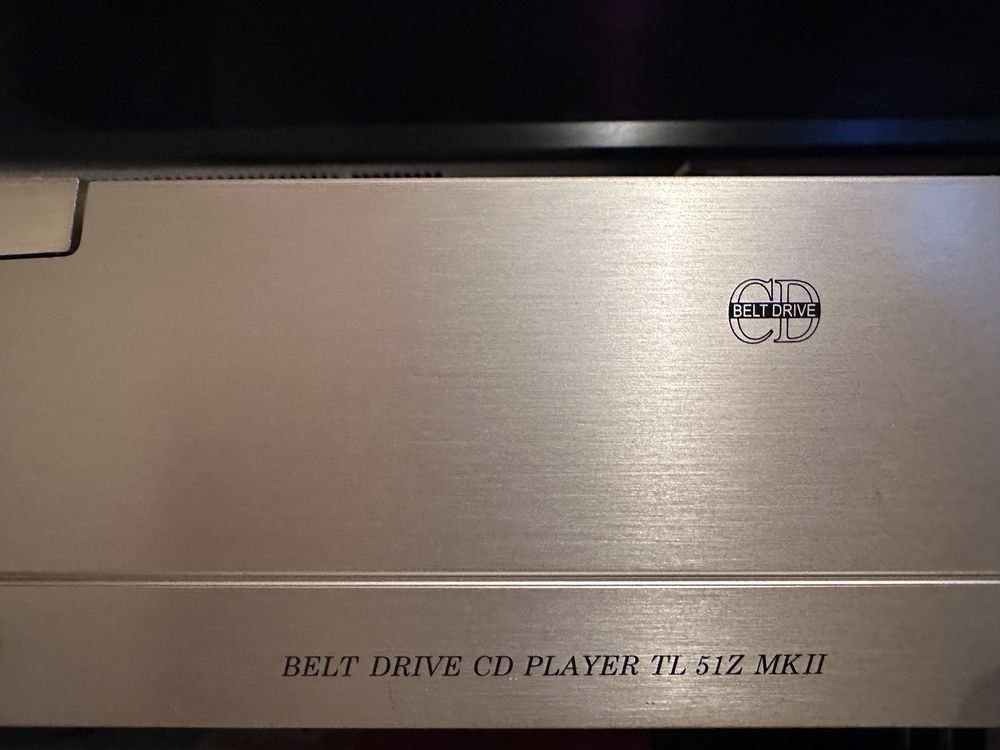 CD
BELT DRIVE
BELT DRIVE CD PLAYER TL 51Z MKII